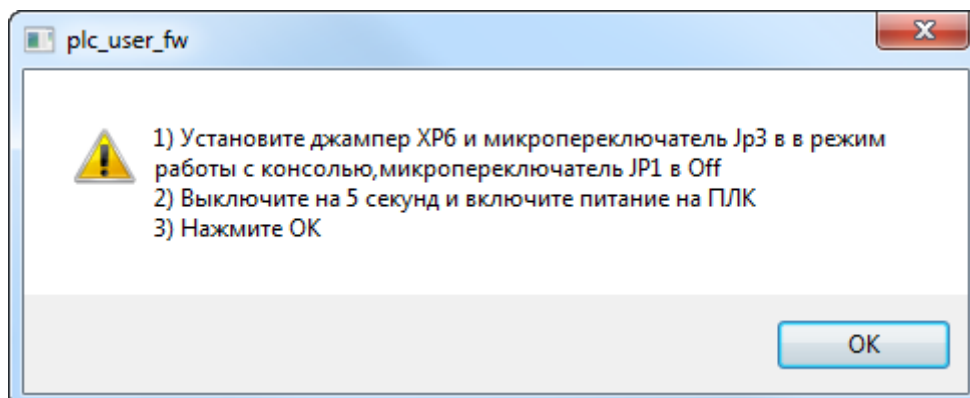 plc_user_fw
1) Установите джампер XP6 и микропереключатель Jp3 в в режим
работы с консолью,микропереключатель JP1 в Off
2) Выключите на 5 секунд и включите питание на ПЛК
3) Нажмите ОК
OK